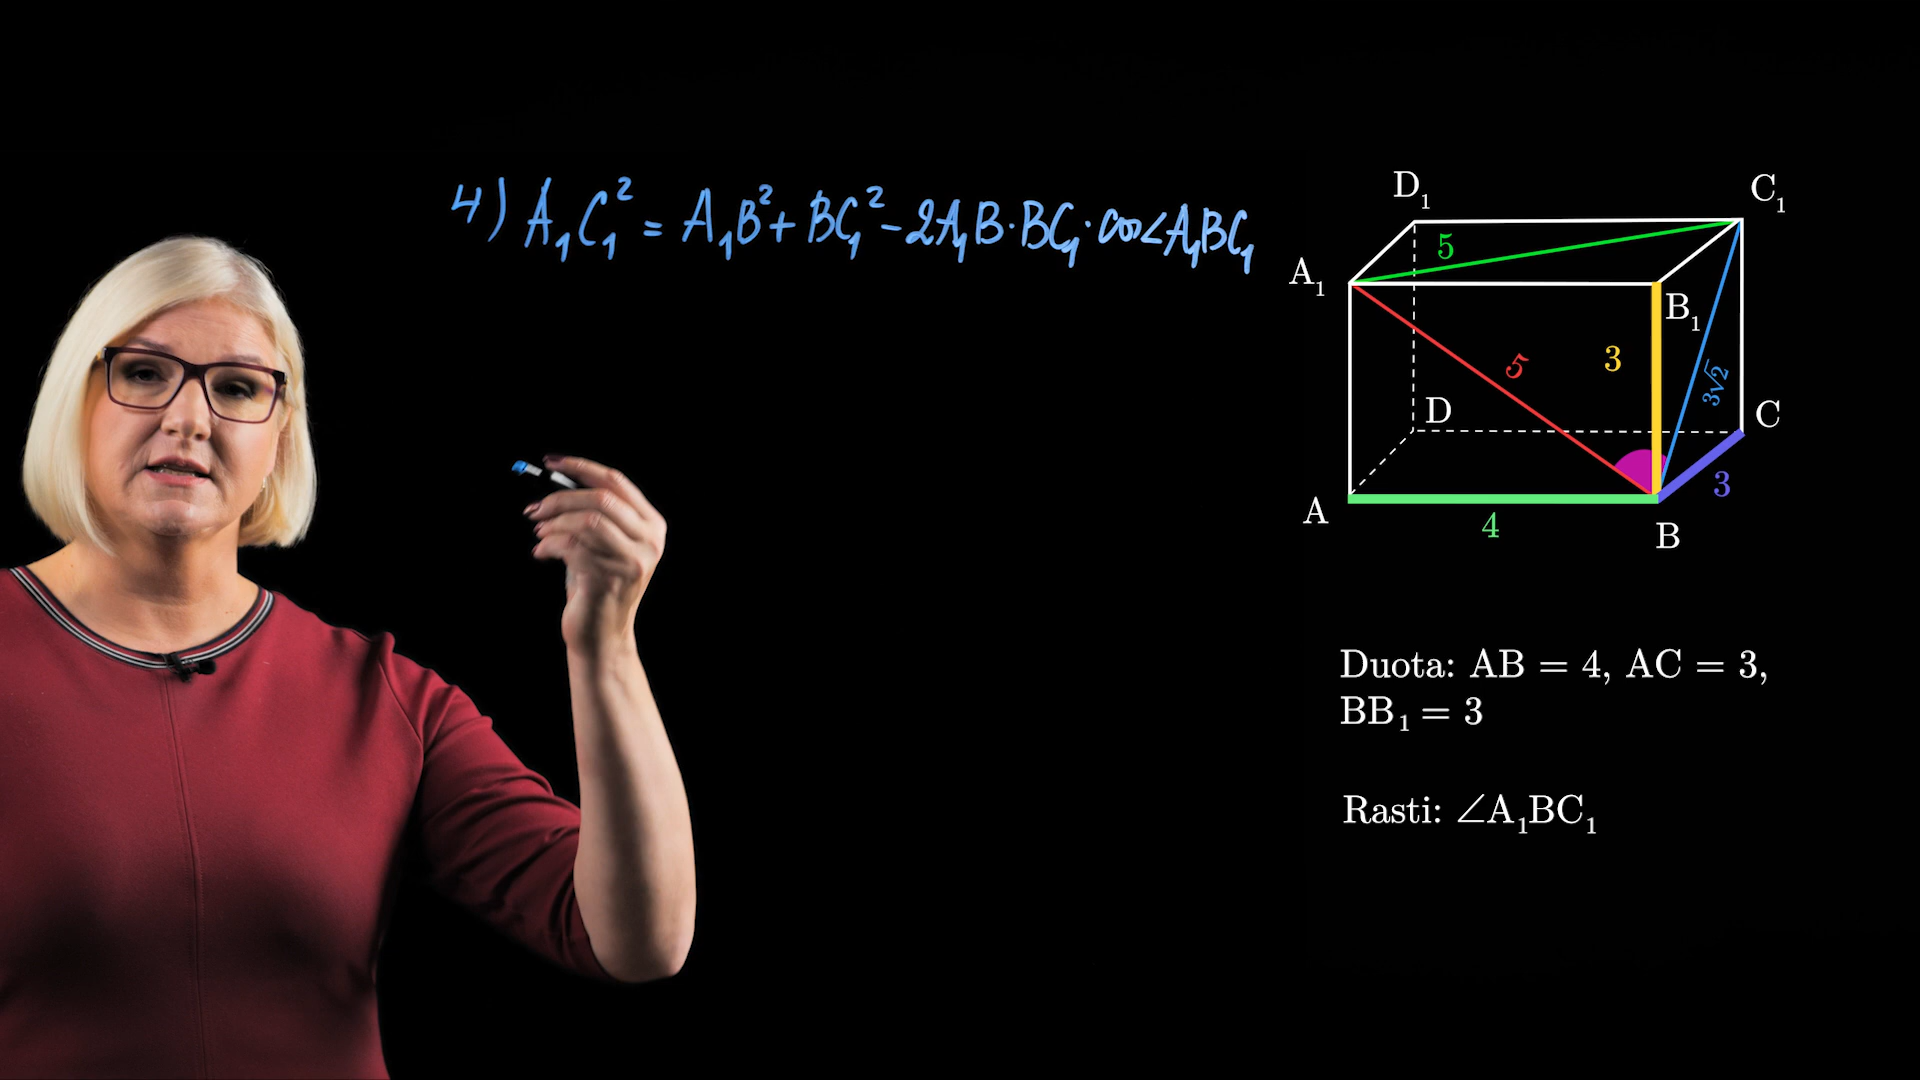 4) A₁C₁² = A₁B² + BC₁² - 2A₁B · BC₁ · cos∠A₁BC₁
D₁
C₁
5
A₁
B₁
5
3
3√2
D
C
3
A
4
B
Duota: AB = 4, AC = 3,
BB₁ = 3
Rasti: ∠A₁BC₁